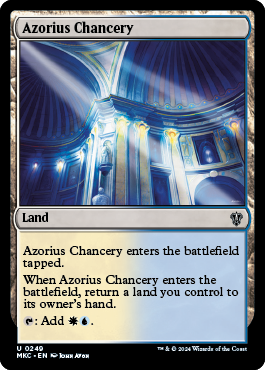 Azorius Chancery
Land
Azorius Chancery enters the battlefield
tapped.
When Azorius Chancery enters the
battlefield, return a land you control to
its owner's hand.
: Add .
U 0249
MKC • EN John Avon
™ & © 2024 Wizards of the Coast